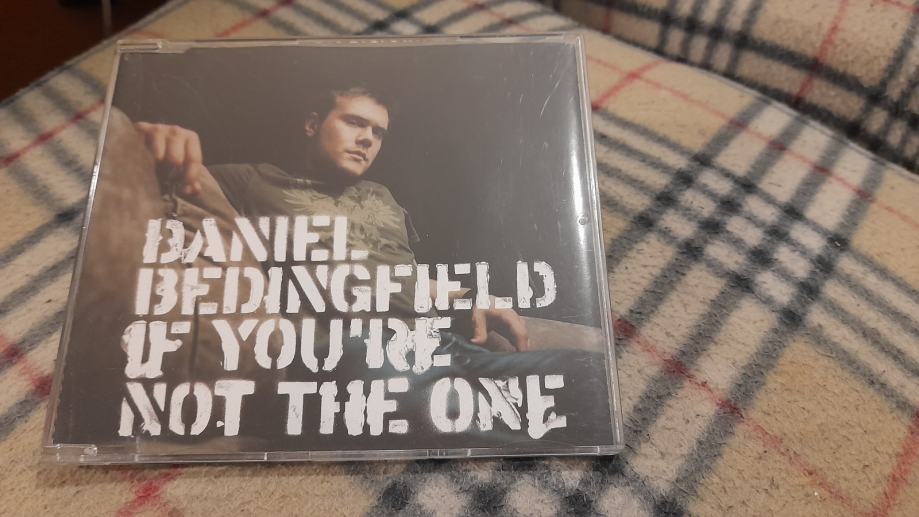 DANIEL
BEDINGFIELD
IF YOU'RE
NOT THE ONE